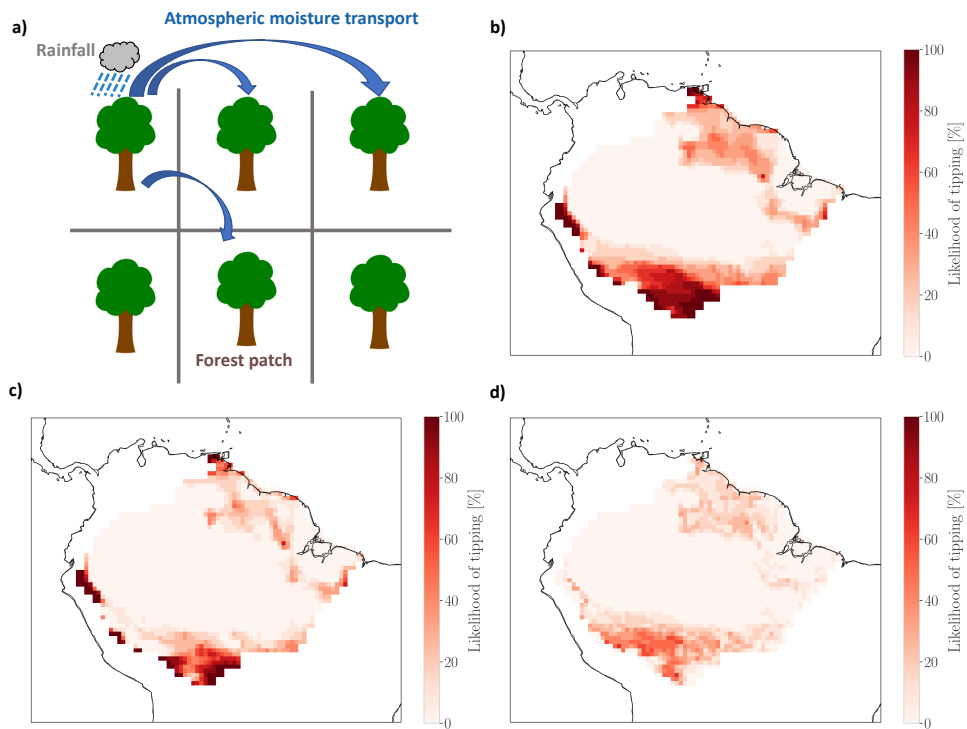 a)
Atmospheric moisture transport
Rainfall
Forest patch
b)
100
80
60
40
20
0
Likelihood of tipping [%]
c)
100
80
60
40
20
0
Likelihood of tipping [%]
d)
100
80
60
40
20
0
Likelihood of tipping [%]